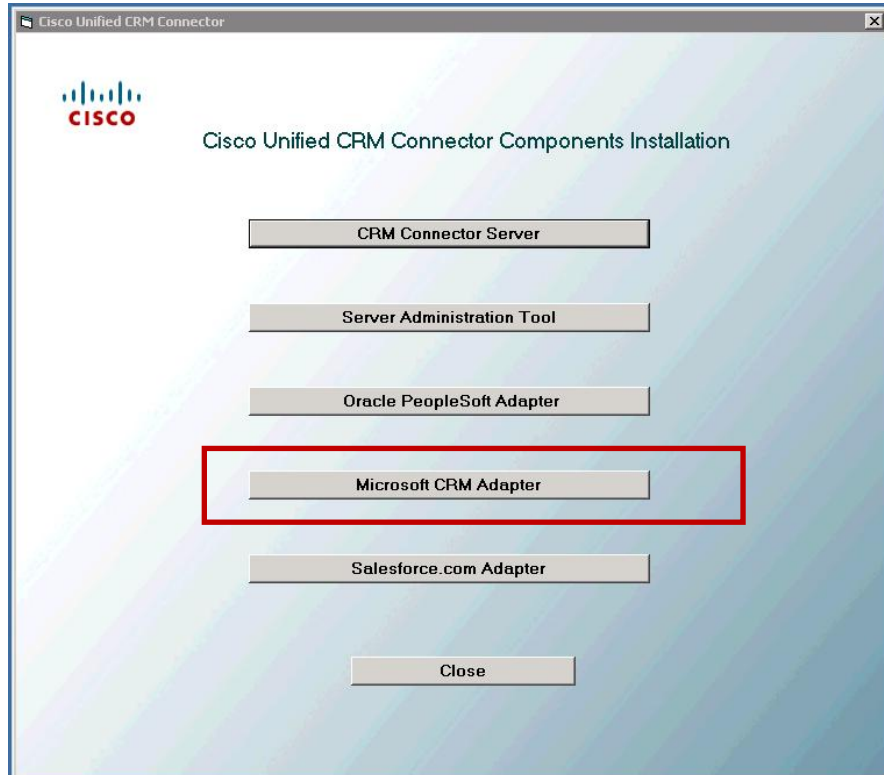 Cisco Unified CRM Connector
CISCO
Cisco Unified CRM Connector Components Installation
CRM Connector Server
Server Administration Tool
Oracle PeopleSoft Adapter
Microsoft CRM Adapter
Salesforce.com Adapter
Close